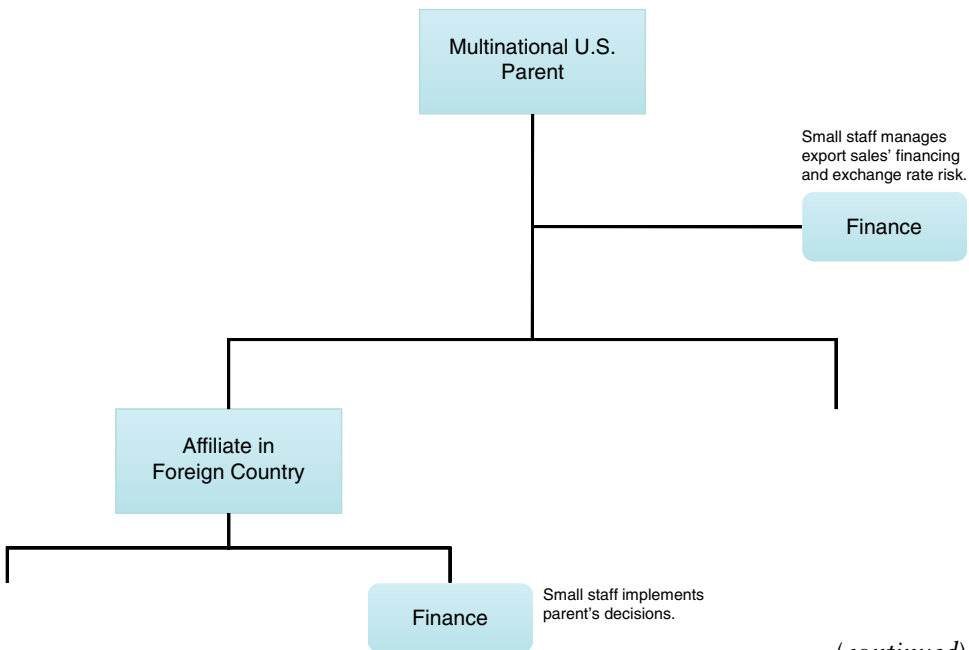 Multinational U.S.
Parent
Small staff manages
export sales’ financing
and exchange rate risk.
Finance
Affiliate in
Foreign Country
Finance
Small staff implements
parent’s decisions.
(continued)